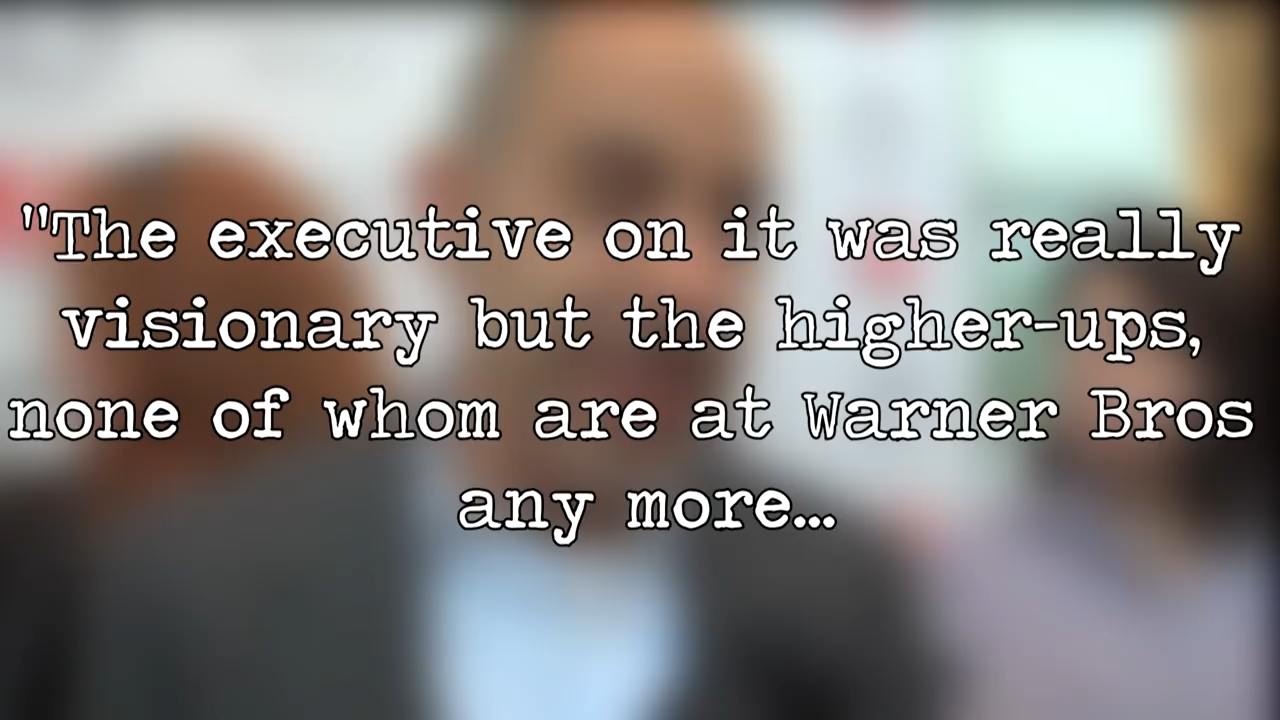 "The executive on it was really
visionary but the higher-ups,
none of whom are at Warner Bros
any more...